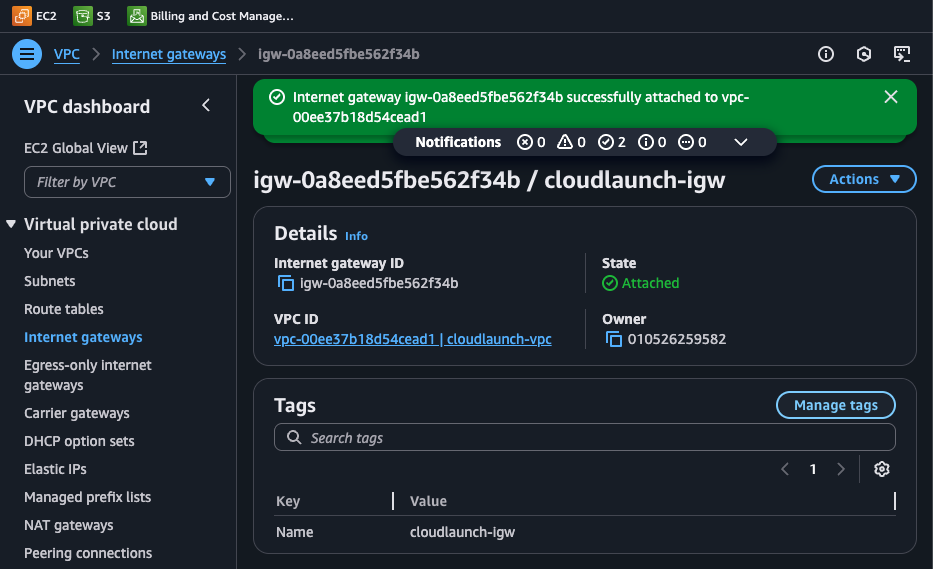 EC2 S3 Billing and Cost Manage...
VPC Internet gateways igw-0a8eed5fbe562f34b
VPC dashboard
EC2 Global View
Filter by VPC
Virtual private cloud
Your VPCs
Subnets
Route tables
Internet gateways
Egress-only internet
gateways
Carrier gateways
DHCP option sets
Elastic IPs
Managed prefix lists
NAT gateways
Peering connections
Internet gateway igw-0a8eed5fbe562f34b successfully attached to vpc-
00ee37b18d54cead1
Notifications 0 0 2 0 0
igw-0a8eed5fbe562f34b / cloudlaunch-igw
Actions
Details Info
Internet gateway ID
igw-0a8eed5fbe562f34b
State
Attached
VPC ID
vpc-00ee37b18d54cead1 | cloudlaunch-vpc
Owner
010526259582
Tags
Manage tags
Search tags
1
Key Value
Name cloudlaunch-igw